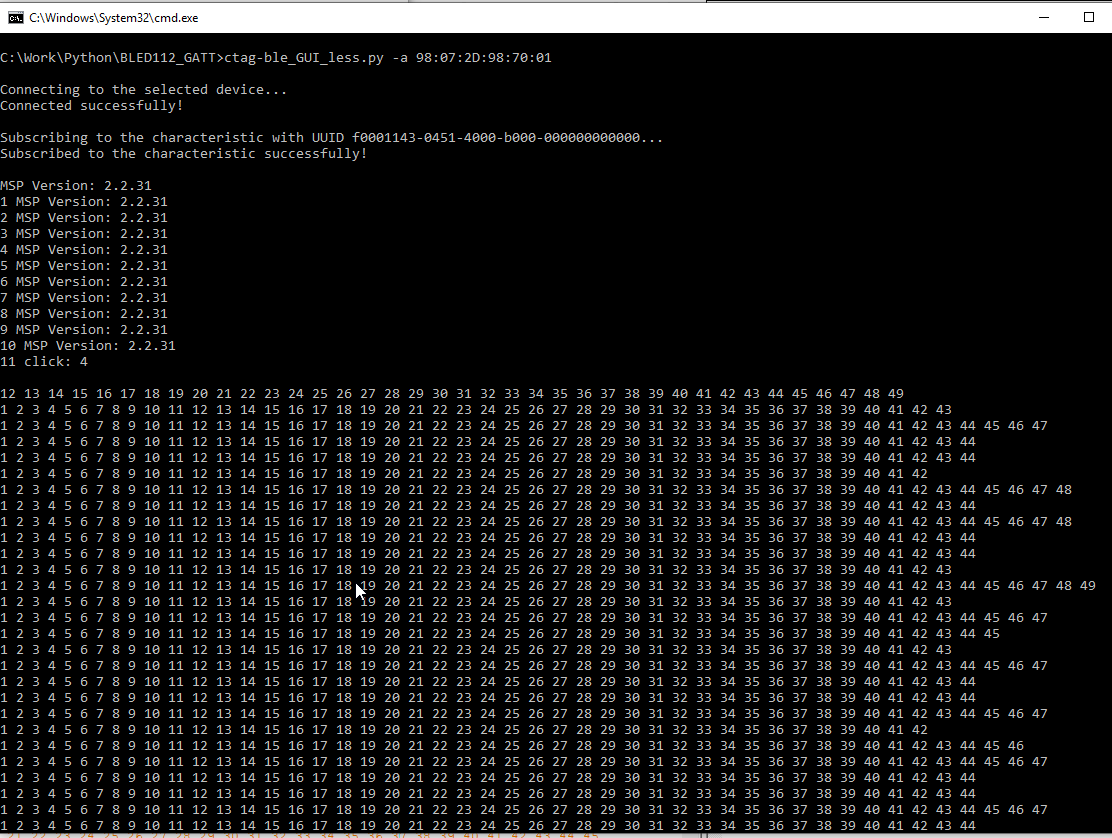 C:\Windows\System32\cmd.exe
C:\Work\Python\BLED112_GATT>ctag-ble_GUI_less.py -a 98:07:2D:98:70:01
Connecting to the selected device...
Connected successfully!
Subscribing to the characteristic with UUID f0001143-0451-4000-b000-000000000000...
Subscribed to the characteristic successfully!
MSP Version: 2.2.31
1 MSP Version: 2.2.31
2 MSP Version: 2.2.31
3 MSP Version: 2.2.31
4 MSP Version: 2.2.31
5 MSP Version: 2.2.31
6 MSP Version: 2.2.31
7 MSP Version: 2.2.31
8 MSP Version: 2.2.31
9 MSP Version: 2.2.31
10 MSP Version: 2.2.31
11 click: 4
12 13 14 15 16 17 18 19 20 21 22 23 24 25 26 27 28 29 30 31 32 33 34 35 36 37 38 39 40 41 42 43 44 45 46 47 48 49
1 2 3 4 5 6 7 8 9 10 11 12 13 14 15 16 17 18 19 20 21 22 23 24 25 26 27 28 29 30 31 32 33 34 35 36 37 38 39 40 41 42 43
1 2 3 4 5 6 7 8 9 10 11 12 13 14 15 16 17 18 19 20 21 22 23 24 25 26 27 28 29 30 31 32 33 34 35 36 37 38 39 40 41 42 43 44 45 46 47
1 2 3 4 5 6 7 8 9 10 11 12 13 14 15 16 17 18 19 20 21 22 23 24 25 26 27 28 29 30 31 32 33 34 35 36 37 38 39 40 41 42 43 44
1 2 3 4 5 6 7 8 9 10 11 12 13 14 15 16 17 18 19 20 21 22 23 24 25 26 27 28 29 30 31 32 33 34 35 36 37 38 39 40 41 42 43 44
1 2 3 4 5 6 7 8 9 10 11 12 13 14 15 16 17 18 19 20 21 22 23 24 25 26 27 28 29 30 31 32 33 34 35 36 37 38 39 40 41 42
1 2 3 4 5 6 7 8 9 10 11 12 13 14 15 16 17 18 19 20 21 22 23 24 25 26 27 28 29 30 31 32 33 34 35 36 37 38 39 40 41 42 43 44 45 46 47 48
1 2 3 4 5 6 7 8 9 10 11 12 13 14 15 16 17 18 19 20 21 22 23 24 25 26 27 28 29 30 31 32 33 34 35 36 37 38 39 40 41 42 43 44
1 2 3 4 5 6 7 8 9 10 11 12 13 14 15 16 17 18 19 20 21 22 23 24 25 26 27 28 29 30 31 32 33 34 35 36 37 38 39 40 41 42 43 44 45 46 47 48
1 2 3 4 5 6 7 8 9 10 11 12 13 14 15 16 17 18 19 20 21 22 23 24 25 26 27 28 29 30 31 32 33 34 35 36 37 38 39 40 41 42 43 44
1 2 3 4 5 6 7 8 9 10 11 12 13 14 15 16 17 18 19 20 21 22 23 24 25 26 27 28 29 30 31 32 33 34 35 36 37 38 39 40 41 42 43 44
1 2 3 4 5 6 7 8 9 10 11 12 13 14 15 16 17 18 19 20 21 22 23 24 25 26 27 28 29 30 31 32 33 34 35 36 37 38 39 40 41 42 43
1 2 3 4 5 6 7 8 9 10 11 12 13 14 15 16 17 18 19 20 21 22 23 24 25 26 27 28 29 30 31 32 33 34 35 36 37 38 39 40 41 42 43 44 45 46 47 48 49
1 2 3 4 5 6 7 8 9 10 11 12 13 14 15 16 17 18 19 20 21 22 23 24 25 26 27 28 29 30 31 32 33 34 35 36 37 38 39 40 41 42 43
1 2 3 4 5 6 7 8 9 10 11 12 13 14 15 16 17 18 19 20 21 22 23 24 25 26 27 28 29 30 31 32 33 34 35 36 37 38 39 40 41 42 43 44 45 46 47
1 2 3 4 5 6 7 8 9 10 11 12 13 14 15 16 17 18 19 20 21 22 23 24 25 26 27 28 29 30 31 32 33 34 35 36 37 38 39 40 41 42 43 44 45
1 2 3 4 5 6 7 8 9 10 11 12 13 14 15 16 17 18 19 20 21 22 23 24 25 26 27 28 29 30 31 32 33 34 35 36 37 38 39 40 41 42 43
1 2 3 4 5 6 7 8 9 10 11 12 13 14 15 16 17 18 19 20 21 22 23 24 25 26 27 28 29 30 31 32 33 34 35 36 37 38 39 40 41 42 43 44 45 46 47
1 2 3 4 5 6 7 8 9 10 11 12 13 14 15 16 17 18 19 20 21 22 23 24 25 26 27 28 29 30 31 32 33 34 35 36 37 38 39 40 41 42 43 44
1 2 3 4 5 6 7 8 9 10 11 12 13 14 15 16 17 18 19 20 21 22 23 24 25 26 27 28 29 30 31 32 33 34 35 36 37 38 39 40 41 42 43 44
1 2 3 4 5 6 7 8 9 10 11 12 13 14 15 16 17 18 19 20 21 22 23 24 25 26 27 28 29 30 31 32 33 34 35 36 37 38 39 40 41 42 43 44 45 46 47
1 2 3 4 5 6 7 8 9 10 11 12 13 14 15 16 17 18 19 20 21 22 23 24 25 26 27 28 29 30 31 32 33 34 35 36 37 38 39 40 41 42
1 2 3 4 5 6 7 8 9 10 11 12 13 14 15 16 17 18 19 20 21 22 23 24 25 26 27 28 29 30 31 32 33 34 35 36 37 38 39 40 41 42 43 44 45 46
1 2 3 4 5 6 7 8 9 10 11 12 13 14 15 16 17 18 19 20 21 22 23 24 25 26 27 28 29 30 31 32 33 34 35 36 37 38 39 40 41 42 43 44 45 46 47
1 2 3 4 5 6 7 8 9 10 11 12 13 14 15 16 17 18 19 20 21 22 23 24 25 26 27 28 29 30 31 32 33 34 35 36 37 38 39 40 41 42 43 44
1 2 3 4 5 6 7 8 9 10 11 12 13 14 15 16 17 18 19 20 21 22 23 24 25 26 27 28 29 30 31 32 33 34 35 36 37 38 39 40 41 42 43 44
1 2 3 4 5 6 7 8 9 10 11 12 13 14 15 16 17 18 19 20 21 22 23 24 25 26 27 28 29 30 31 32 33 34 35 36 37 38 39 40 41 42 43 44 45 46 47
1 2 3 4 5 6 7 8 9 10 11 12 13 14 15 16 17 18 19 20 21 22 23 24 25 26 27 28 29 30 31 32 33 34 35 36 37 38 39 40 41 42 43 44